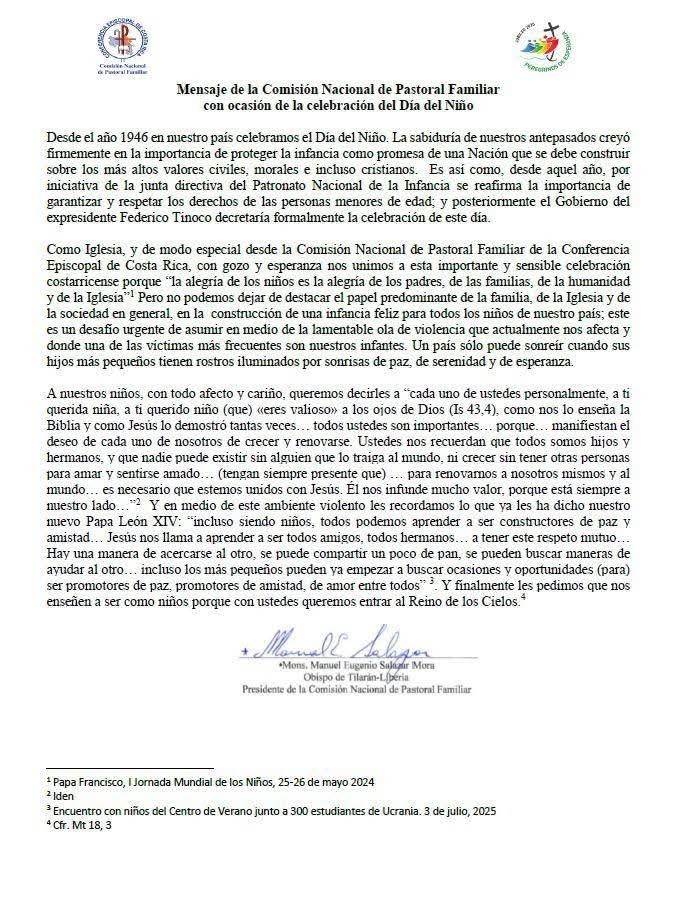 CONFERENCIA EPISCOPAL DE COSTA RICA
Comisión Nacional
de Pastoral Familiar
PEREGRINOS DE ESPERANZA
Mensaje de la Comisión Nacional de Pastoral Familiar
con ocasión de la celebración del Día del Niño
Desde el año 1946 en nuestro país celebramos el Día del Niño. La sabiduría de nuestros antepasados creyó
firmemente en la importancia de proteger la infancia como promesa de una Nación que se debe construir
sobre los más altos valores civiles, morales e incluso cristianos. Es así como, desde aquel año, por
iniciativa de la junta directiva del Patronato Nacional de la Infancia se reafirma la importancia de
garantizar y respetar los derechos de las personas menores de edad; y posteriormente el Gobierno del
expresidente Federico Tinoco decretaría formalmente la celebración de este día.
Como Iglesia, y de modo especial desde la Comisión Nacional de Pastoral Familiar de la Conferencia
Episcopal de Costa Rica, con gozo y esperanza nos unimos a esta importante y sensible celebración
costarricense porque “la alegría de los niños es la alegría de los padres, de las familias, de la humanidad
y de la Iglesia”¹ Pero no podemos dejar de destacar el papel predominante de la familia, de la Iglesia y de
la sociedad en general, en la construcción de una infancia feliz para todos los niños de nuestro país; este
es un desafío urgente de asumir en medio de la lamentable ola de violencia que actualmente nos afecta y
donde una de las víctimas más frecuentes son nuestros infantes. Un país sólo puede sonreír cuando sus
hijos más pequeños tienen rostros iluminados por sonrisas de paz, de serenidad y de esperanza.
A nuestros niños, con todo afecto y cariño, queremos decirles a “cada uno de ustedes personalmente, a ti
querida niña, a ti querido niño (que) «eres valioso» a los ojos de Dios (Is 43,4), como nos lo enseña la
Biblia y como Jesús lo demostró tantas veces… todos ustedes son importantes… porque… manifiestan el
deseo de cada uno de nosotros de crecer y renovarse. Ustedes nos recuerdan que todos somos hijos y
hermanos, y que nadie puede existir sin alguien que lo traiga al mundo, ni crecer sin tener otras personas
para amar y sentirse amado… (tengan siempre presente que) … para renovarnos a nosotros mismos y al
mundo… es necesario que estemos unidos con Jesús. Él nos infunde mucho valor, porque está siempre a
nuestro lado…”² Y en medio de este ambiente violento les recordamos lo que ya les ha dicho nuestro
nuevo Papa León XIV: “incluso siendo niños, todos podemos aprender a ser constructores de paz y
amistad… Jesús nos llama a aprender a ser todos amigos, todos hermanos… a tener este respeto mutuo…
Hay una manera de acercarse al otro, se puede compartir un poco de pan, se pueden buscar maneras de
ayudar al otro… incluso los más pequeños pueden ya empezar a buscar ocasiones y oportunidades (para)
ser promotores de paz, promotores de amistad, de amor entre todos” ³. Y finalmente les pedimos que nos
enseñen a ser como niños porque con ustedes queremos entrar al Reino de los Cielos.⁴
Manuel E. Salazar
Mons. Manuel Eugenio Salazar Mora
Obispo de Tilarán-Liberia
Presidente de la Comisión Nacional de Pastoral Familiar
¹ Papa Francisco, I Jornada Mundial de los Niños, 25-26 de mayo 2024
² Iden
³ Encuentro con niños del Centro de Verano junto a 300 estudiantes de Ucrania. 3 de julio, 2025
⁴ Cfr. Mt 18, 3